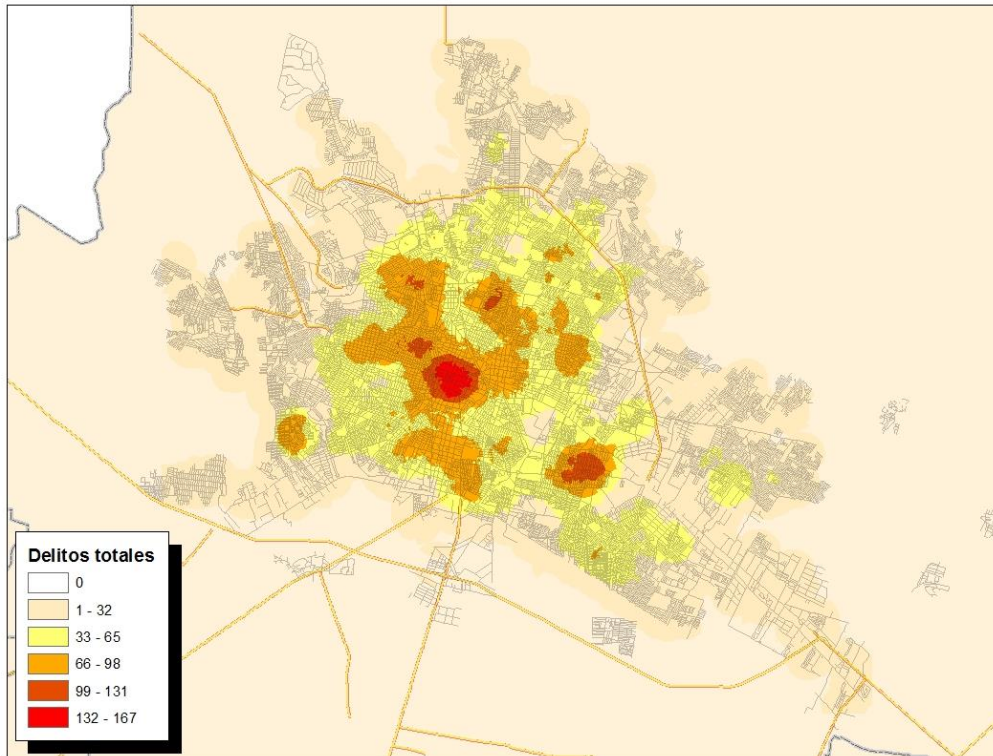 Delitos totales
0
1 - 32
33 - 65
66 - 98
99 - 131
132 - 167